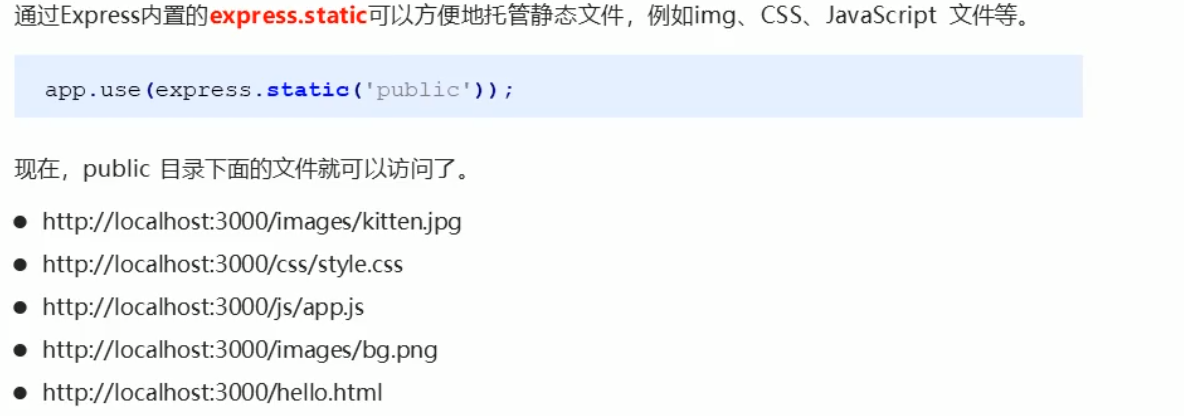 通过Express内置的express.static可以方便地托管静态文件，例如img、CSS、JavaScript 文件等。
app.use(express.static('public'));
现在，public 目录下面的文件就可以访问了。
● http://localhost:3000/images/kitten.jpg
● http://localhost:3000/css/style.css
● http://localhost:3000/js/app.js
● http://localhost:3000/images/bg.png
● http://localhost:3000/hello.html